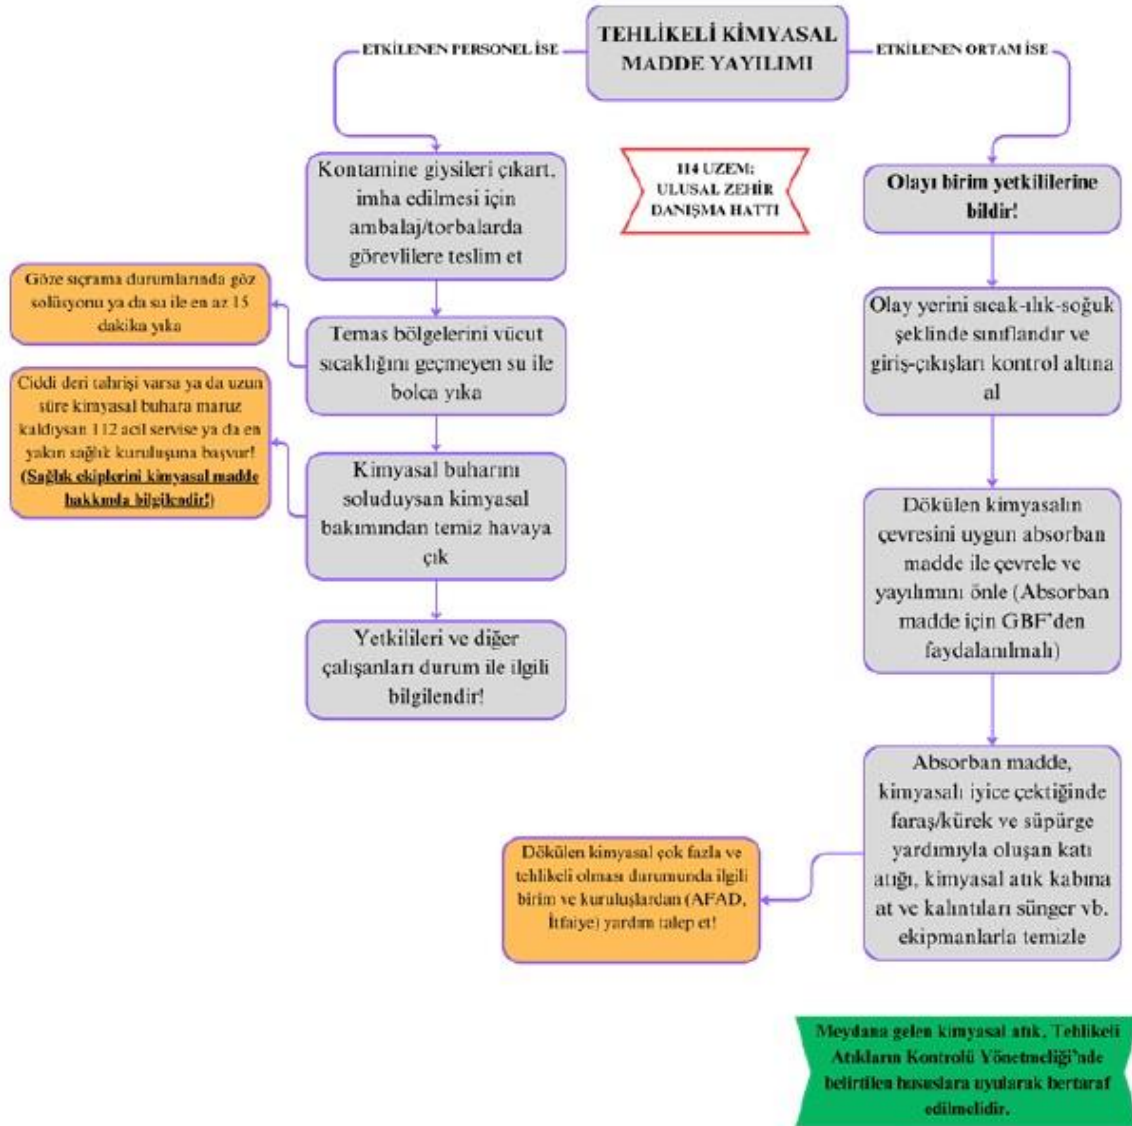 TEHLİKELİ KİMYASAL
MADDE YAYILIMI
ETKİLENEN PERSONEL İSE
ETKİLENEN ORTAM İSE
114 UZEM:
ULUSAL ZEHİR
DANIŞMA HATTI
Kontamine giysileri çıkart,
imha edilmesi için
ambalaj/torbalarda
görevlilere teslim et
Göze sıçrama durumlarında göz
solüsyonu ya da su ile en az 15
dakika yıka
Temas bölgelerini vücut
sıcaklığını geçmeyen su ile
bolca yıka
Ciddi deri tahrişi varsa ya da uzun
süre kimyasal buhara maruz
kaldıysan 112 acil servise ya da en
yakın sağlık kuruluşuna başvur!
(Sağlık ekiplerini kimyasal madde
hakkında bilgilendir!)
Kimyasal buharını
soluduysan kimyasal
bakımından temiz havaya
çık
Yetkilileri ve diğer
çalışanları durum ile ilgili
bilgilendir!
Olayı birim yetkililerine
bildir!
Olay yerini sıcak-ılık-soğuk
şeklinde sınıflandır ve
giriş-çıkışları kontrol altına
al
Dökülen kimyasalın
çevresini uygun absorban
madde ile çevrele ve
yayılımını önle (Absorban
madde için GBF'den
faydalanılmalı)
Absorban madde,
kimyasalı iyice çektiğinde
faraş/kürek ve süpürge
yardımıyla oluşan katı
atığı, kimyasal atık kabına
at ve kalıntıları sünger vb.
ekipmanlarla temizle
Dökülen kimyasal çok fazla ve
tehlikeli olması durumunda ilgili
birim ve kuruluşlardan (AFAD,
İtfaiye) yardım talep et!
Meydana gelen kimyasal atık, Tehlikeli
Atıkların Kontrolü Yönetmeliği'nde
belirtilen hususlara uyularak bertaraf
edilmelidir.